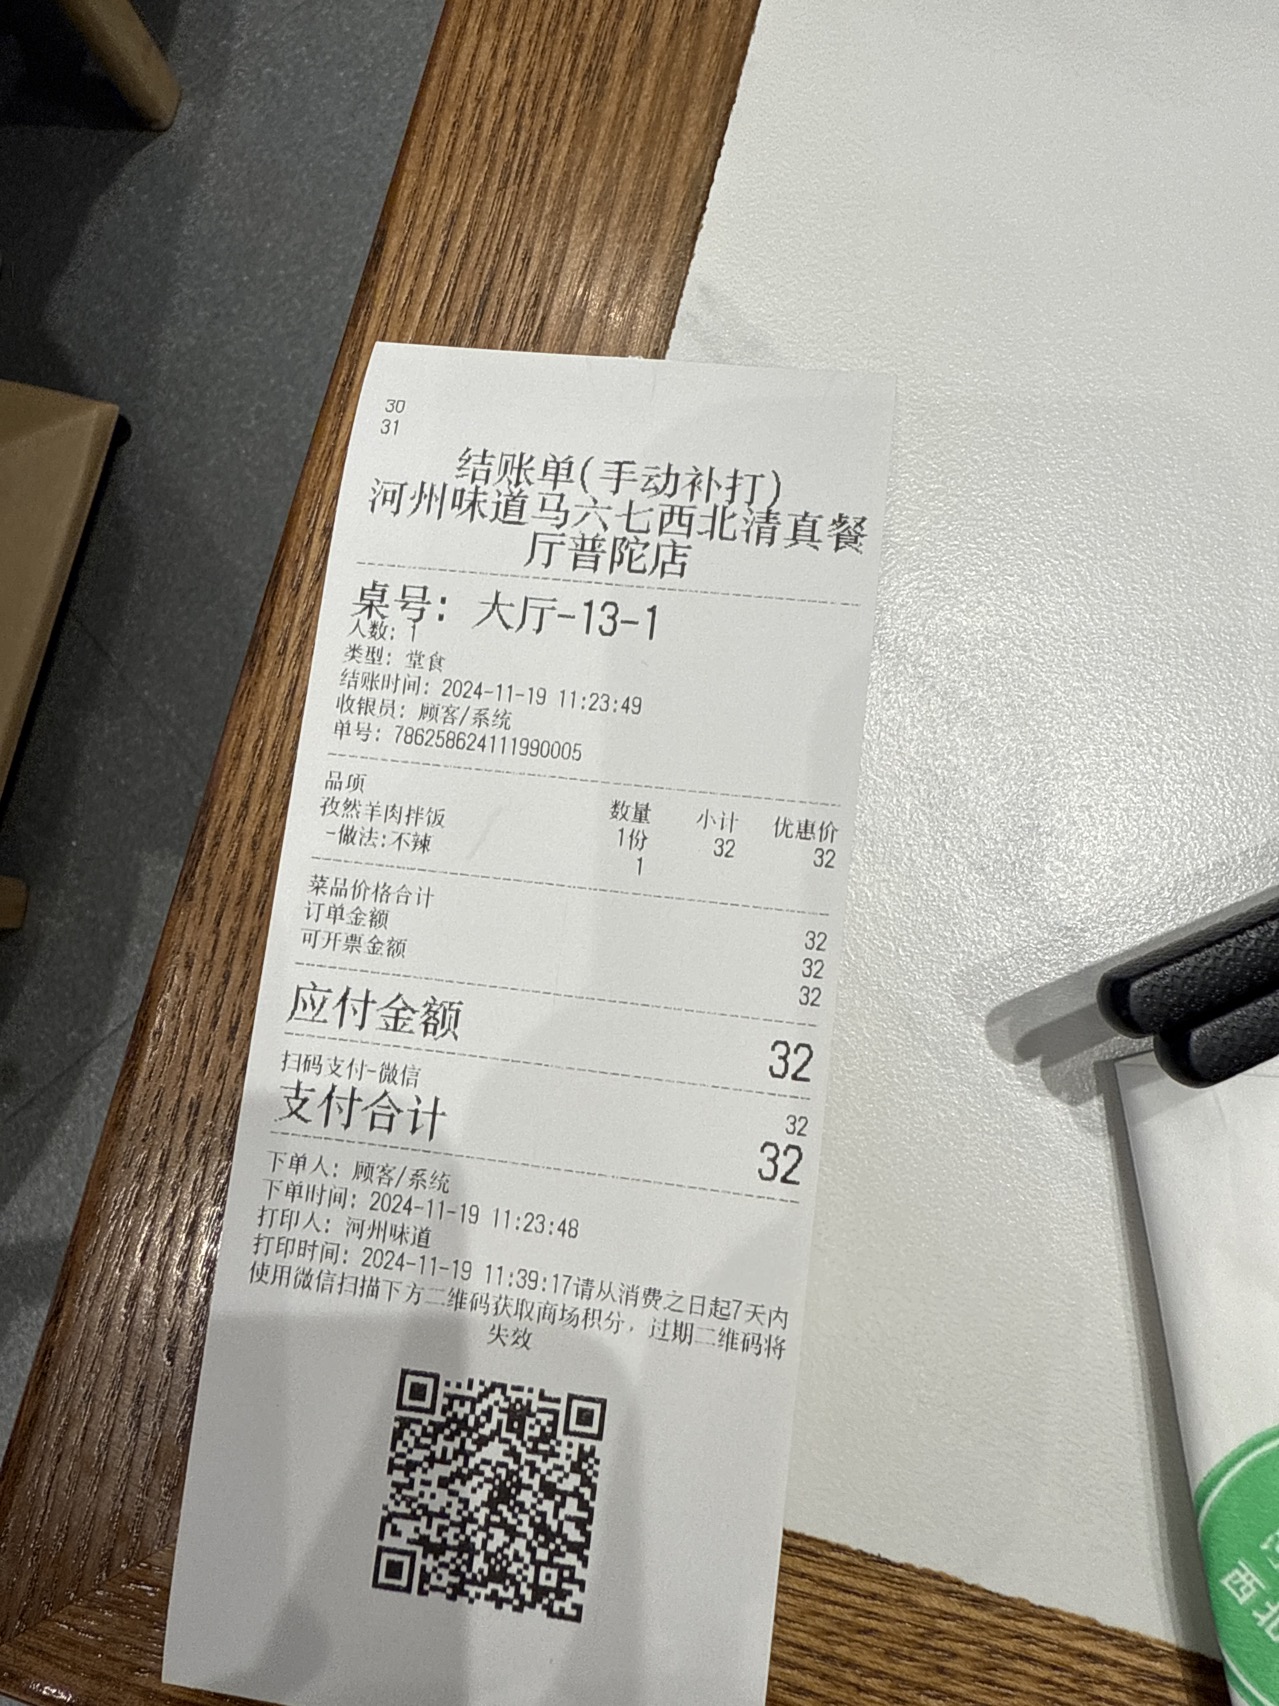 30
31
结账单(手动补打)
河州味道马六七西北清真餐
厅普陀店
桌号: 大厅-13-1
人数: 1
类型: 堂食
结账时间: 2024-11-19 11:23:49
收银员: 顾客/系统
单号: 786258624111990005
品项 数量 小计 优惠价
孜然羊肉拌饭 1份 32 32
-做法:不辣 1
菜品价格合计 32
订单金额 32
可开票金额 32
应付金额 32
扫码支付-微信 32
支付合计 32
下单人: 顾客/系统
下单时间: 2024-11-19 11:23:48
打印人: 河州味道
打印时间: 2024-11-19 11:39:17请从消费之日起7天内
使用微信扫描下方二维码获取商场积分, 过期二维码将
失效
西北